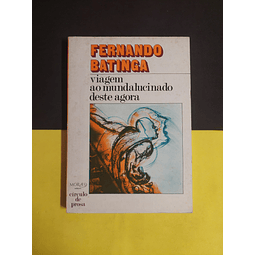 FERNANDO
BATINGA
viagem
ao mundalucinado
deste agora
círculo
de
prosa